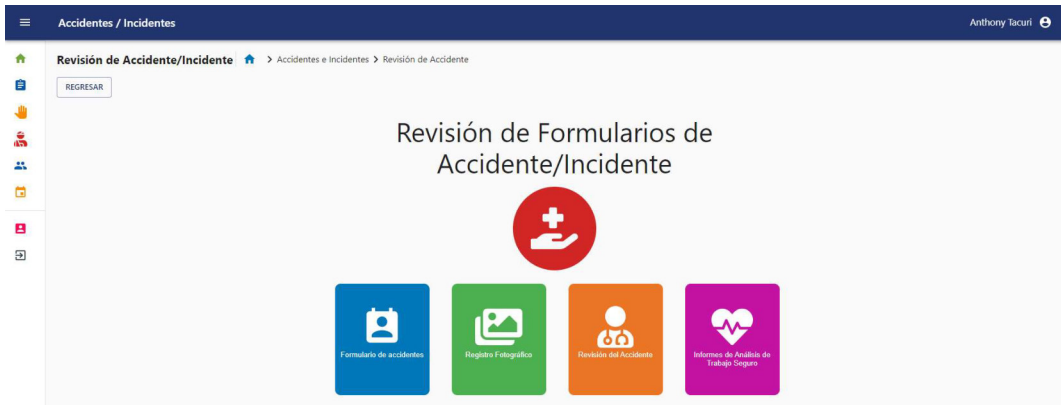 Accidentes / Incidentes
Anthony Tacuri
Revisión de Accidente/Incidente > Accidentes e Incidentes > Revisión de Accidente
REGRESAR
Revisión de Formularios de
Accidente/Incidente
Formulario de accidentes
Registro Fotográfico
Revisión del Accidente
Informes de Análisis de
Trabajo Seguro